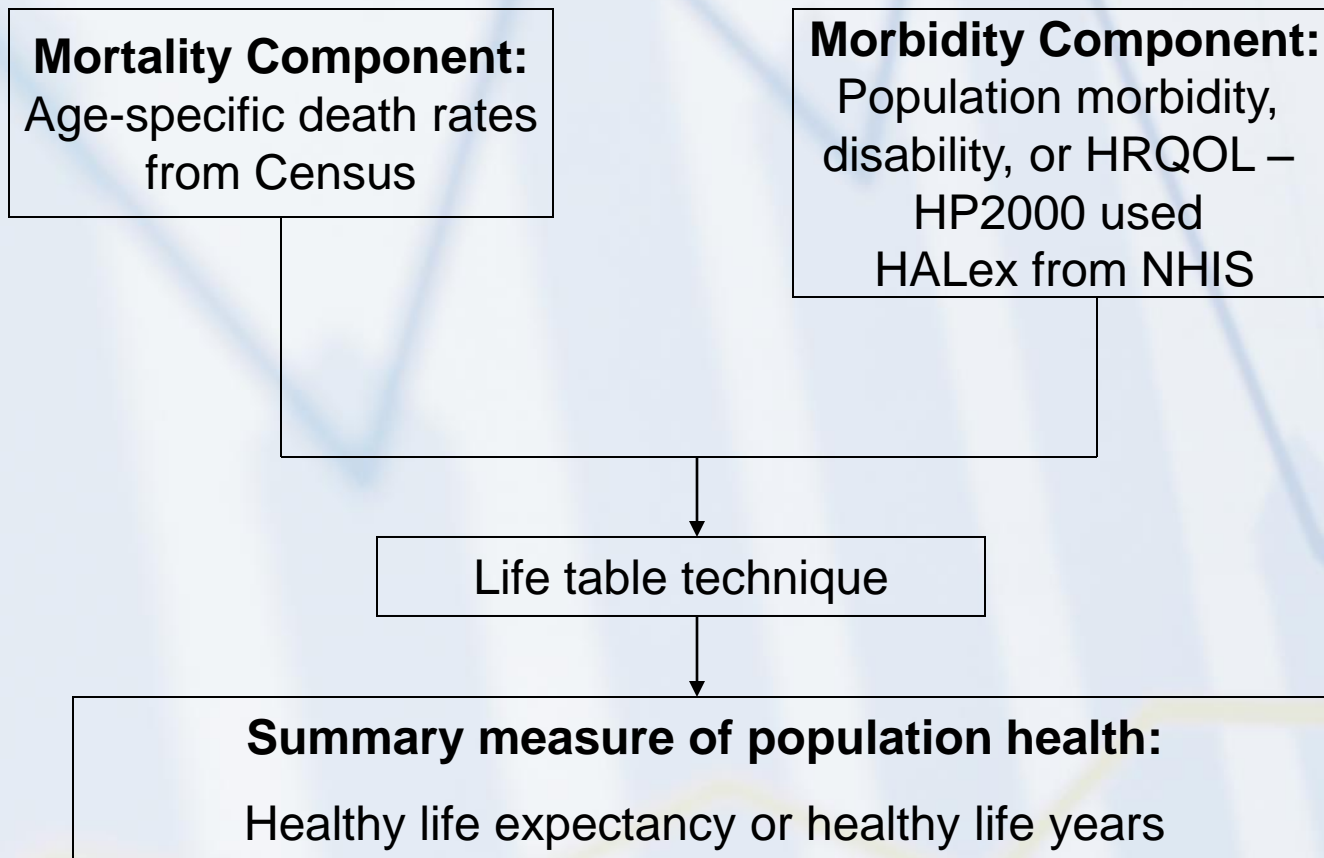 Mortality Component:
Age-specific death rates
from Census
Morbidity Component:
Population morbidity,
disability, or HRQOL –
HP2000 used
HALex from NHIS
Life table technique
Summary measure of population health:
Healthy life expectancy or healthy life years